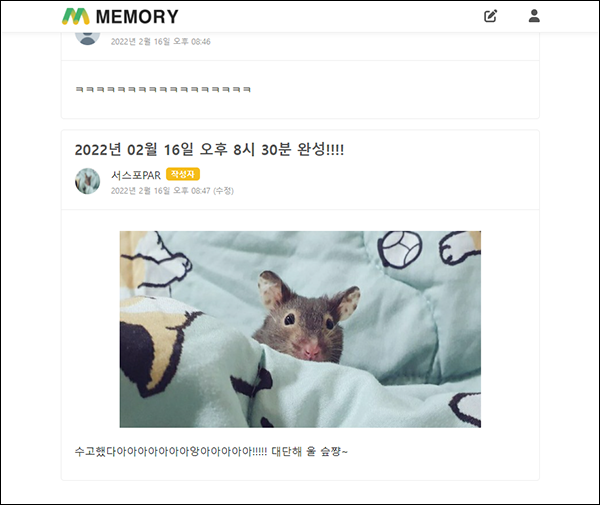 MEMORY
2022년 2월 16일 오후 08:46
ㅋㅋㅋㅋㅋㅋㅋㅋㅋㅋㅋㅋㅋㅋㅋㅋㅋ
2022년 02월 16일 오후 8시 30분 완성!!!!
서스포PAR 작성자
2022년 2월 16일 오후 08:47 (수정)
수고했다아아아아아아아앙아아아아아!!!!! 대단해 울 슬쨩~